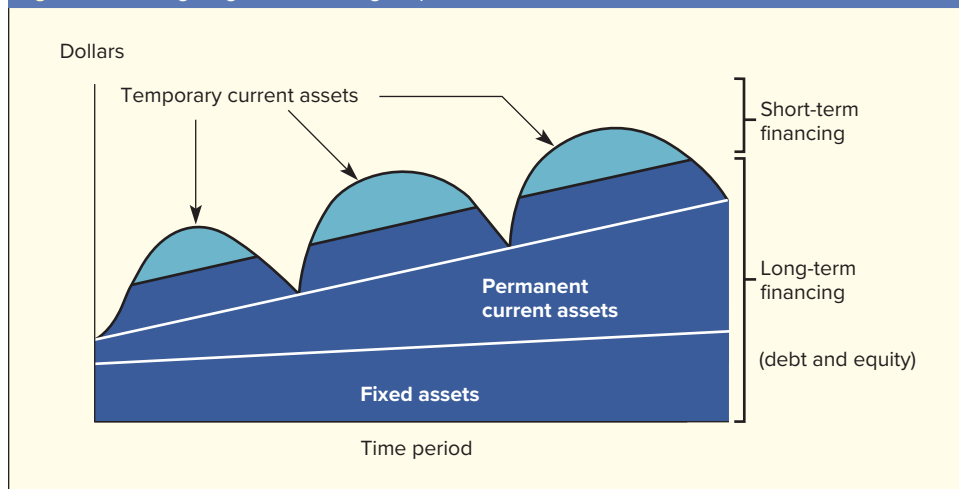 Dollars
Temporary current assets
Short-term
financing
Long-term
financing
Permanent
current assets
(debt and equity)
Fixed assets
Time period